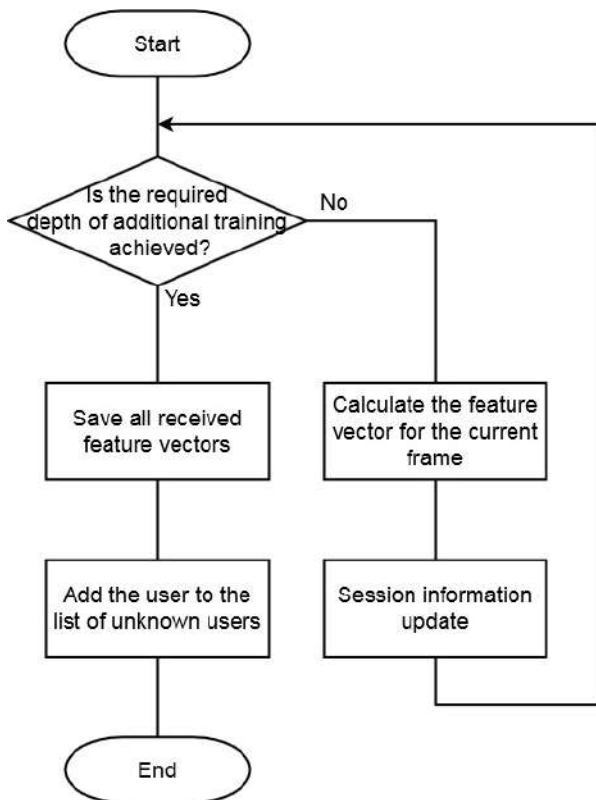 Start
Is the required
depth of additional training
achieved?
No
Yes
Save all received
feature vectors
Calculate the feature
vector for the current
frame
Add the user to the
list of unknown users
Session information
update
End